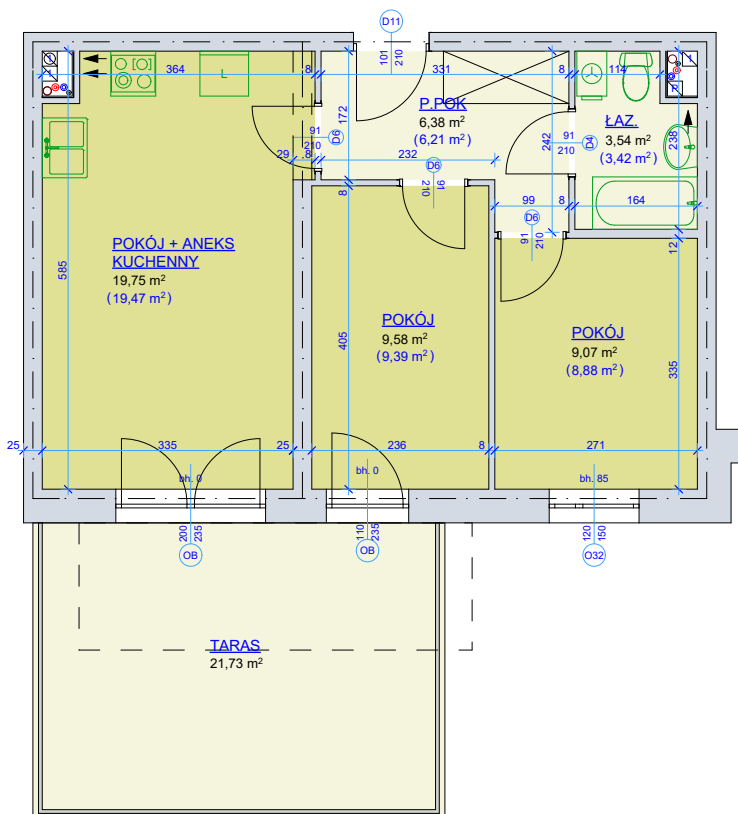 D11
101
210
364
8
331
8
114
L
P.POK
6,38 m²
(6,21 m²)
ŁAZ.
3,54 m²
(3,42 m²)
172
91
210
D6
29
8
232
242
91
210
D4
238
D6
91
210
8
99
8
164
D6
91
210
12
POKÓJ + ANEKS
KUCHENNY
19,75 m²
(19,47 m²)
585
POKÓJ
9,58 m²
(9,39 m²)
405
POKÓJ
9,07 m²
(8,88 m²)
335
25
335
25
236
8
271
bh. 0
bh. 0
bh. 85
200
235
OB
110
235
OB
120
150
O32
TARAS
21,73 m²